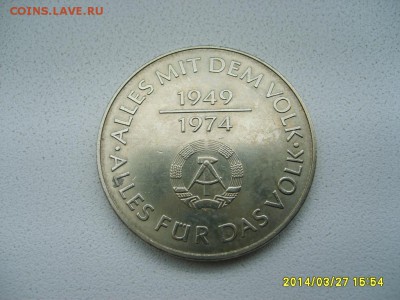 COINS.LAVE.RU
·ALLES MIT DEM VOLK·
1949
1974
ALLES FÜR DAS VOLK
2014/03/27 15:54